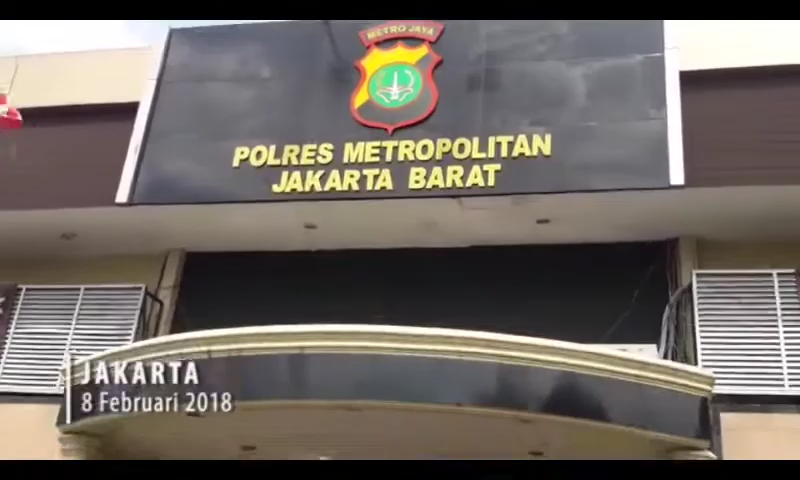 METRO JAYA
POLRES METROPOLITAN
JAKARTA BARAT
JAKARTA
8 Februari 2018